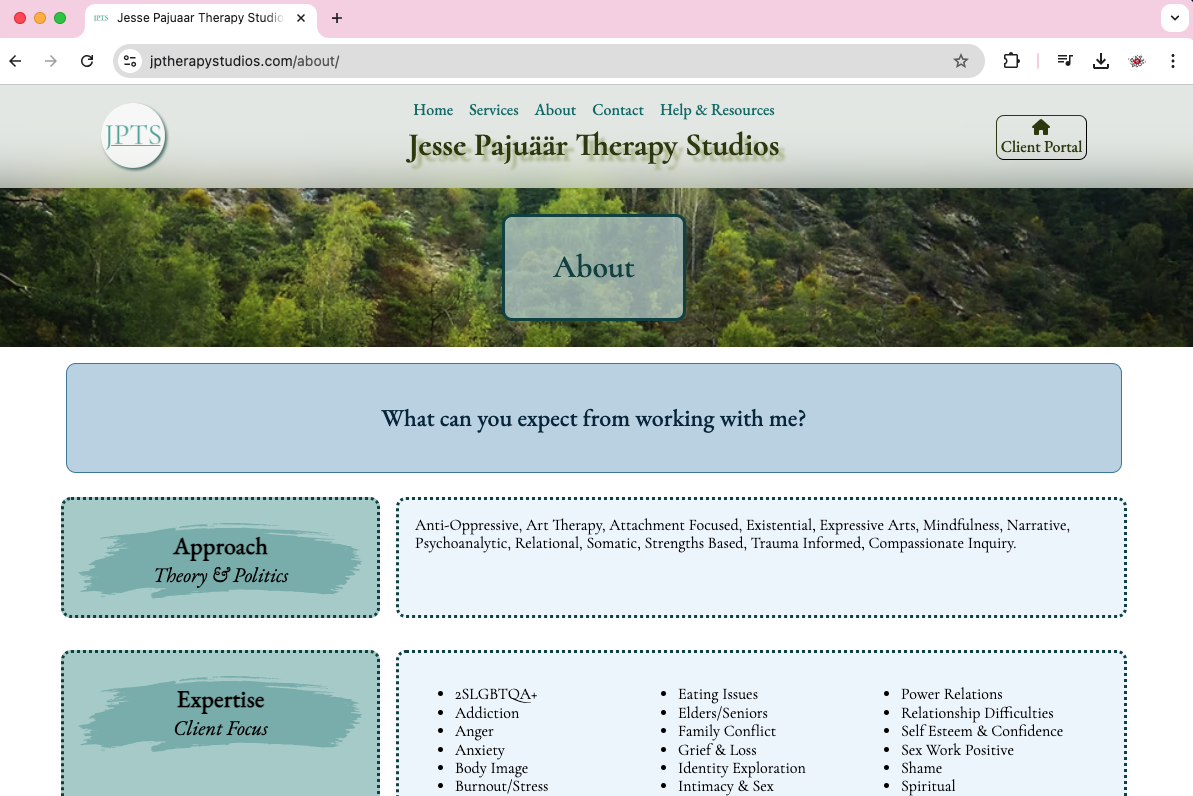 JPTS
Jesse Pajuaar Therapy Studio
jptherapystudios.com/about/
Home Services About Contact Help & Resources
JPTS
Jesse Pajuäär Therapy Studios
Client Portal
About
What can you expect from working with me?
Approach
Theory & Politics
Anti-Oppressive, Art Therapy, Attachment Focused, Existential, Expressive Arts, Mindfulness, Narrative,
Psychoanalytic, Relational, Somatic, Strengths Based, Trauma Informed, Compassionate Inquiry.
Expertise
Client Focus
2SLGBTQA+
Addiction
Anger
Anxiety
Body Image
Burnout/Stress
Eating Issues
Elders/Seniors
Family Conflict
Grief & Loss
Identity Exploration
Intimacy & Sex
Power Relations
Relationship Difficulties
Self Esteem & Confidence
Sex Work Positive
Shame
Spiritual